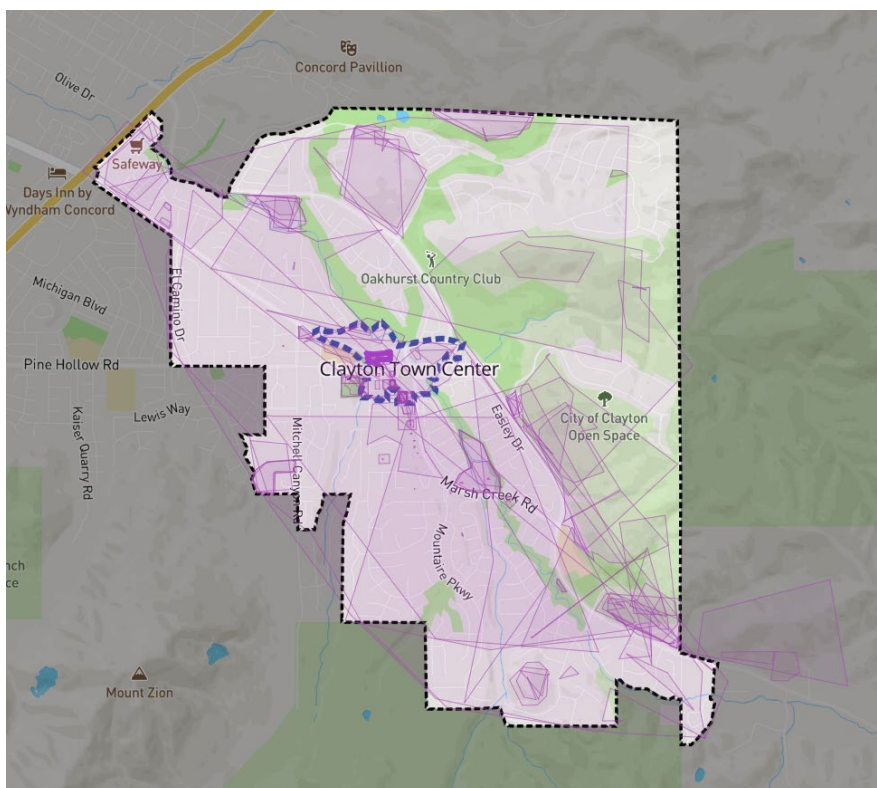 Concord Pavillion
Olive Dr
Safeway
Days Inn by
Wyndham Concord
Oakhurst Country Club
El Camino Dr
Michigan Blvd
Pine Hollow Rd
Clayton Town Center
Lewis Way
Kaiser Quarry Rd
Mitchell Canyon Rd
Easley Dr
City of Clayton
Open Space
Marsh Creek Rd
Mountaire Pkwy
nch
ce
Mount Zion